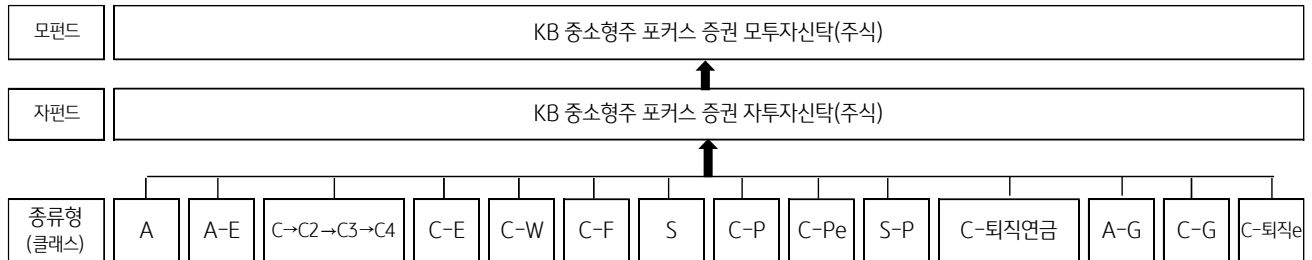 모펀드
KB 중소형주 포커스 증권 모투자신탁(주식)
자펀드
KB 중소형주 포커스 증권 자투자신탁(주식)
종류형
(클래스)
A
A-E
C→C2→C3→C4
C-E
C-W
C-F
S
C-P
C-Pe
S-P
C-퇴직연금
A-G
C-G
C-퇴직e